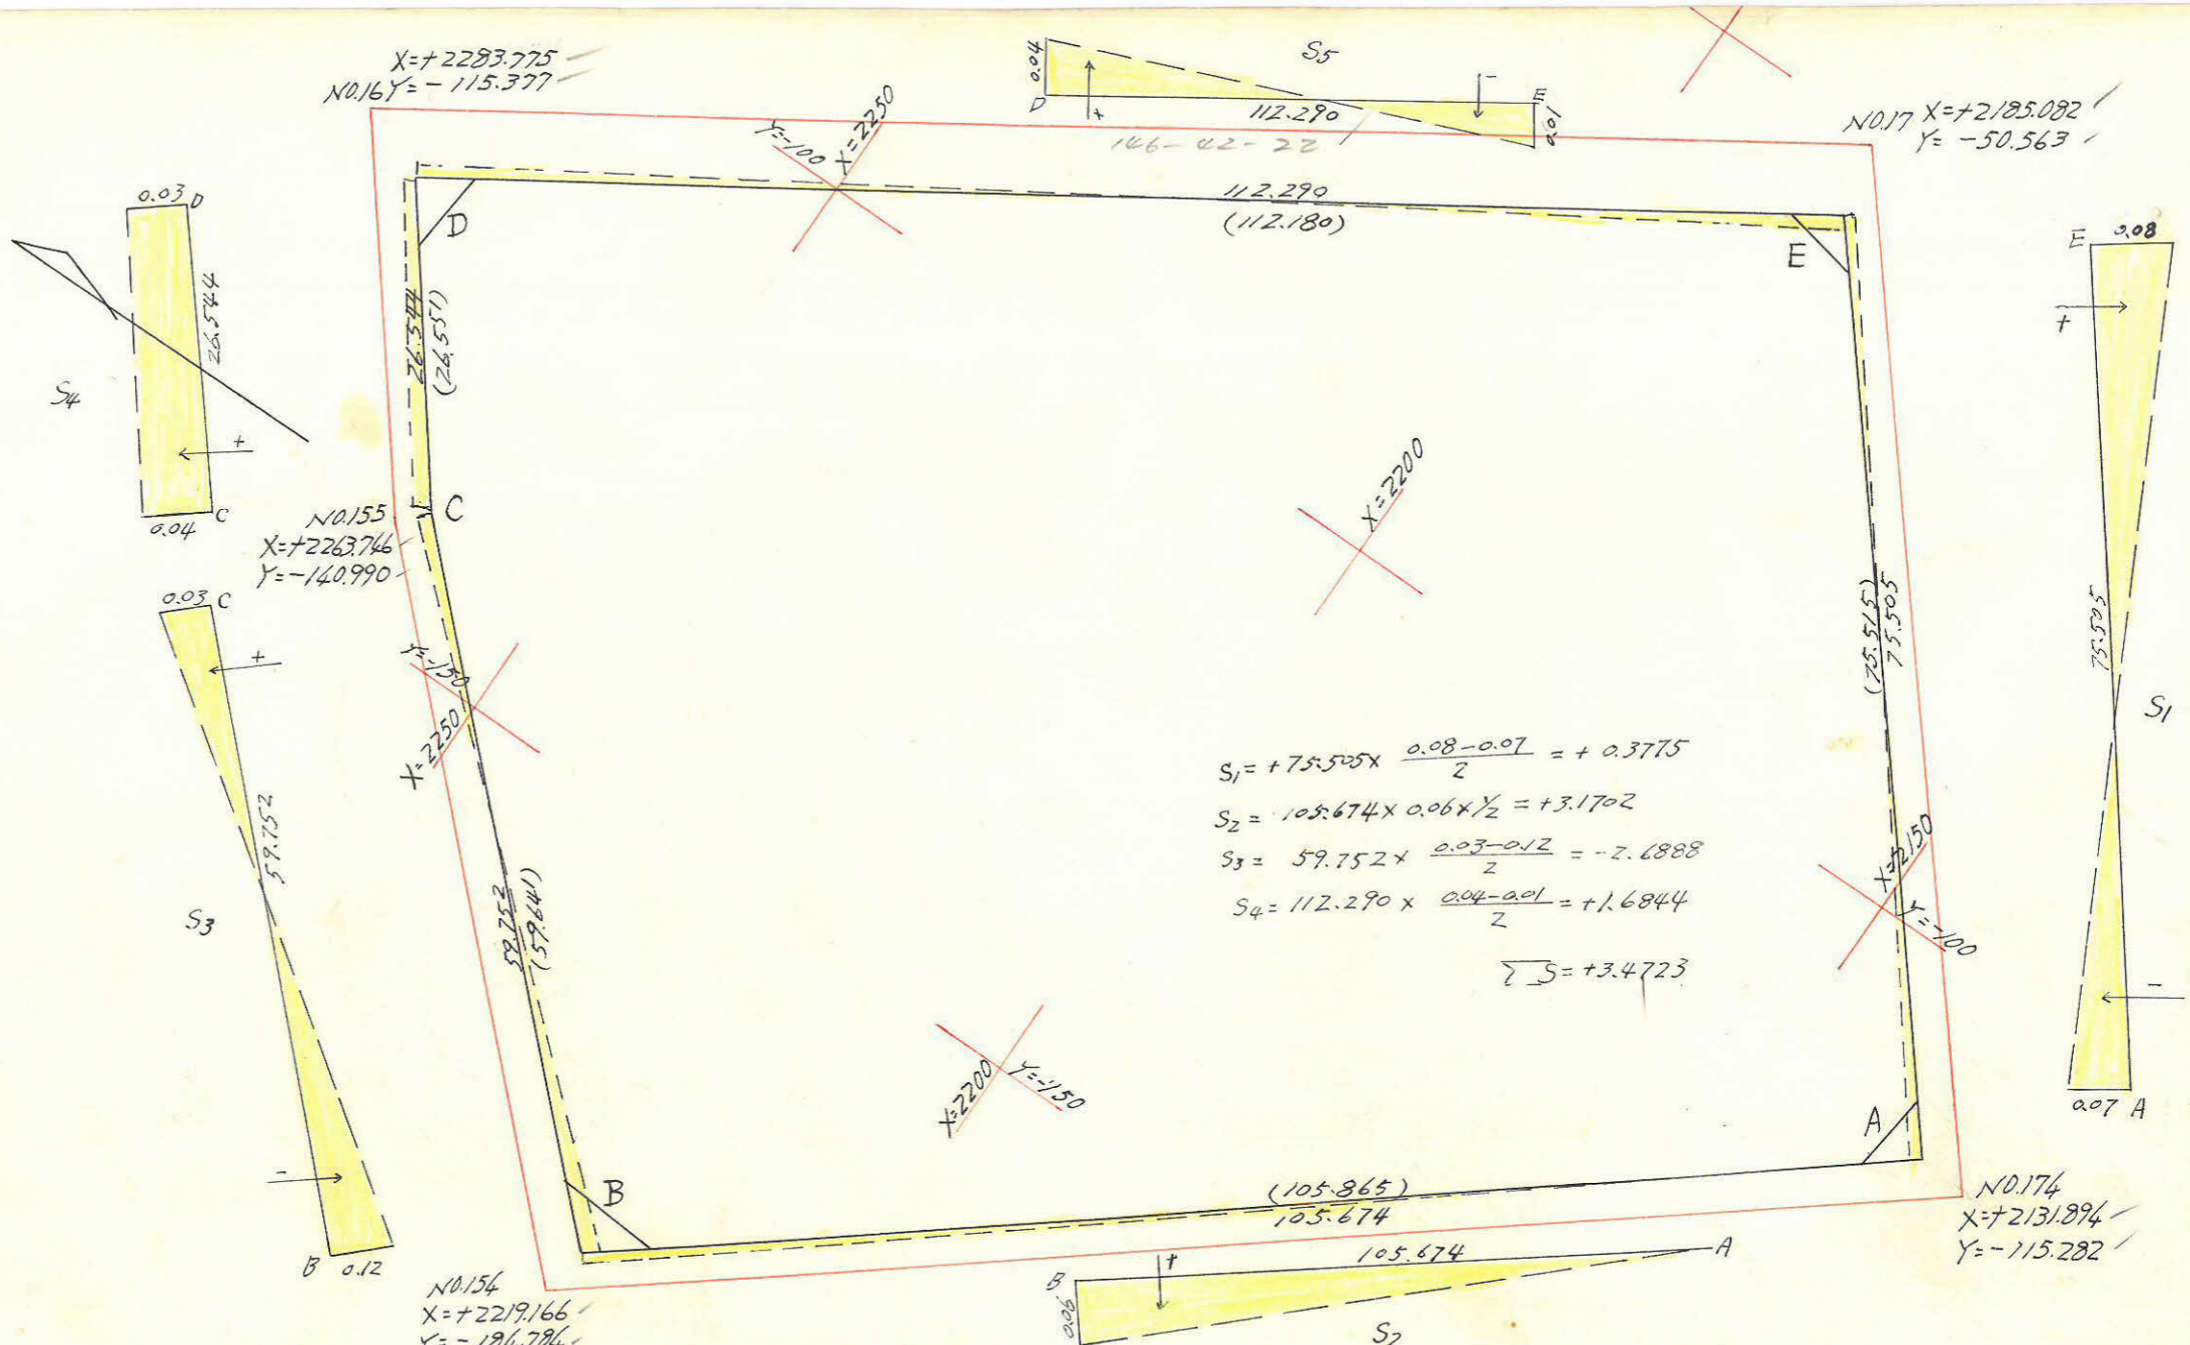 X=+2283.775
NO.16 Y=-115.377
S5
0.04
D
+
-
E
0.01
112.290
146-42-22
NO.17 X=+2185.082
Y=-50.563
Y=-100
X=2250
112.290
(112.180)
0.03 D
26.544
S4
+
0.04 C
D
26.544
(26.551)
E
E 0.08
+
75.505
S1
-
0.07 A
NO.155
X=+2263.746
Y=-140.990
C
X=2200
0.03 C
+
59.752
S3
-
B 0.12
Y=-150
X=2250
59.752
(59.641)
(75.515)
75.505
S1=+75.505× 0.08-0.07/2 = +0.3775
S2= 105.674×0.06×1/2 = +3.1702
S3= 59.752× 0.03-0.12/2 = -2.6888
S4= 112.290× 0.04-0.01/2 = +1.6844
ΣS=+3.4723
X=2150
Y=-100
X=2200
Y=-150
A
B
(105.865)
105.674
NO.174
X=+2131.894
Y=-115.282
NO.154
X=+2219.166
B
0.06
+
105.674
A
S2